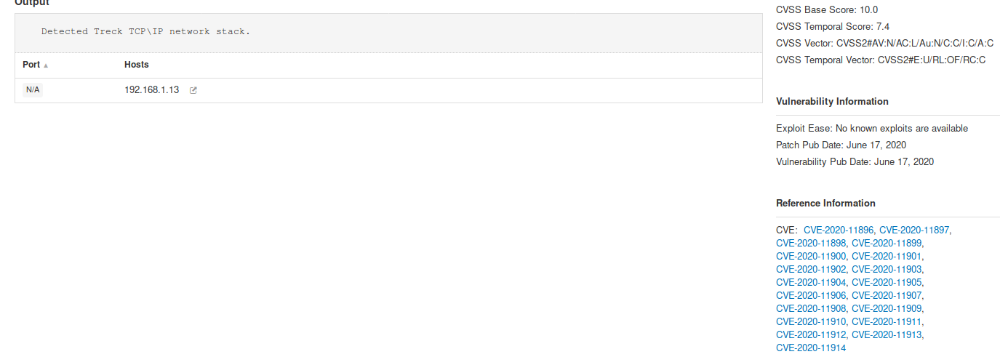 Output
Detected Treck TCP\IP network stack.
Port ▲ Hosts
N/A 192.168.1.13
CVSS Base Score: 10.0
CVSS Temporal Score: 7.4
CVSS Vector: CVSS2#AV:N/AC:L/Au:N/C:C/I:C/A:C
CVSS Temporal Vector: CVSS2#E:U/RL:OF/RC:C
Vulnerability Information
Exploit Ease: No known exploits are available
Patch Pub Date: June 17, 2020
Vulnerability Pub Date: June 17, 2020
Reference Information
CVE: CVE-2020-11896, CVE-2020-11897,
CVE-2020-11898, CVE-2020-11899,
CVE-2020-11900, CVE-2020-11901,
CVE-2020-11902, CVE-2020-11903,
CVE-2020-11904, CVE-2020-11905,
CVE-2020-11906, CVE-2020-11907,
CVE-2020-11908, CVE-2020-11909,
CVE-2020-11910, CVE-2020-11911,
CVE-2020-11912, CVE-2020-11913,
CVE-2020-11914